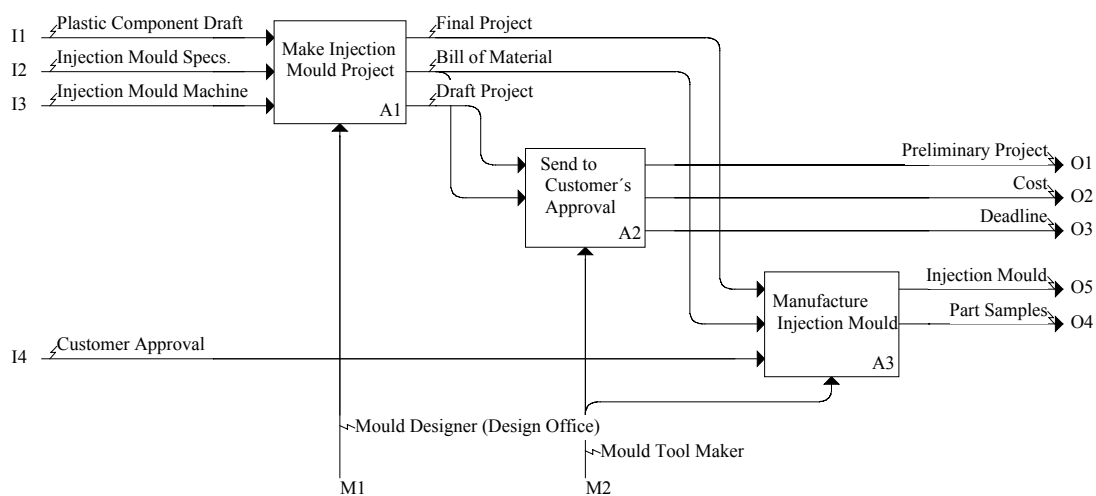 Plastic Component Draft
Final Project
I1
Make Injection
Mould Project
Injection Mould Specs.
Bill of Material
I2
Injection Mould Machine
Draft Project
I3
A1
Preliminary Project
O1
Send to
Customer´s
Approval
Cost
O2
Deadline
O3
A2
Injection Mould
O5
Manufacture
Injection Mould
Part Samples
O4
Customer Approval
I4
A3
Mould Designer (Design Office)
Mould Tool Maker
M1
M2